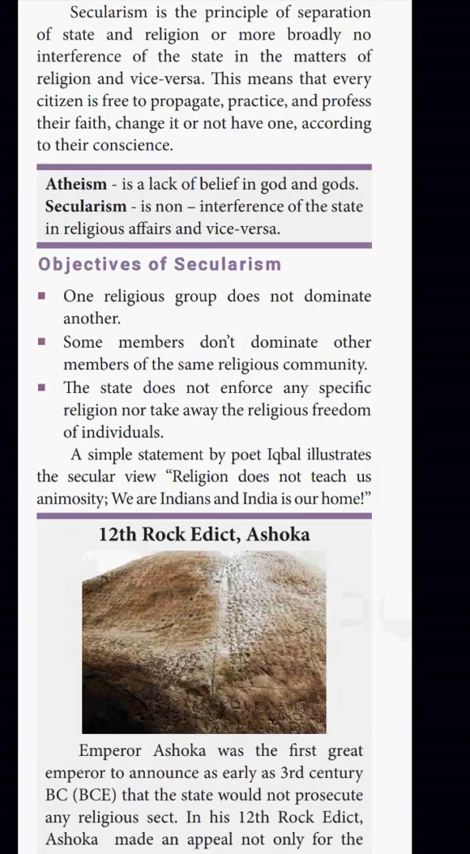 Secularism is the principle of separation
of state and religion or more broadly no
interference of the state in the matters of
religion and vice-versa. This means that every
citizen is free to propagate, practice, and profess
their faith, change it or not have one, according
to their conscience.
Atheism - is a lack of belief in god and gods.
Secularism - is non – interference of the state
in religious affairs and vice-versa.
Objectives of Secularism
One religious group does not dominate
another.
Some members don't dominate other
members of the same religious community.
The state does not enforce any specific
religion nor take away the religious freedom
of individuals.
A simple statement by poet Iqbal illustrates
the secular view “Religion does not teach us
animosity; We are Indians and India is our home!”
12th Rock Edict, Ashoka
Emperor Ashoka was the first great
emperor to announce as early as 3rd century
BC (BCE) that the state would not prosecute
any religious sect. In his 12th Rock Edict,
Ashoka made an appeal not only for the